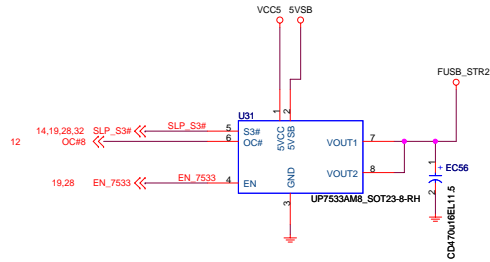 VCC5 5VSB
FUSB_STR2
U31
1 2
5VCC 5VSB
14,19,28,32 SLP_S3# SLP_S3# 5 S3#
12 OC#8 6 OC#
VOUT1 7
VOUT2 8
19,28 EN_7533 EN_7533 4 EN
GND
3
UP7533AM8_SOT23-8-RH
1
+ EC56
2
CD470u16EL11.5